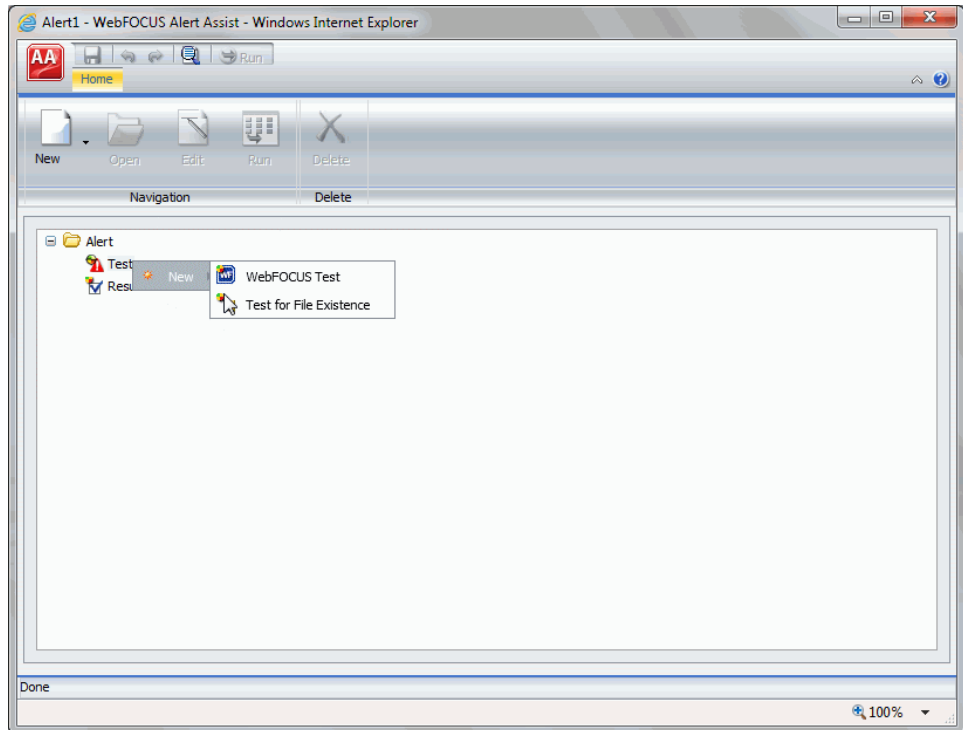 Alert1 - WebFOCUS Alert Assist - Windows Internet Explorer
AA
Run
Home
New
Open
Edit
Run
Delete
Navigation
Delete
Alert
Test
New
WebFOCUS Test
Resu
Test for File Existence
Done
100%